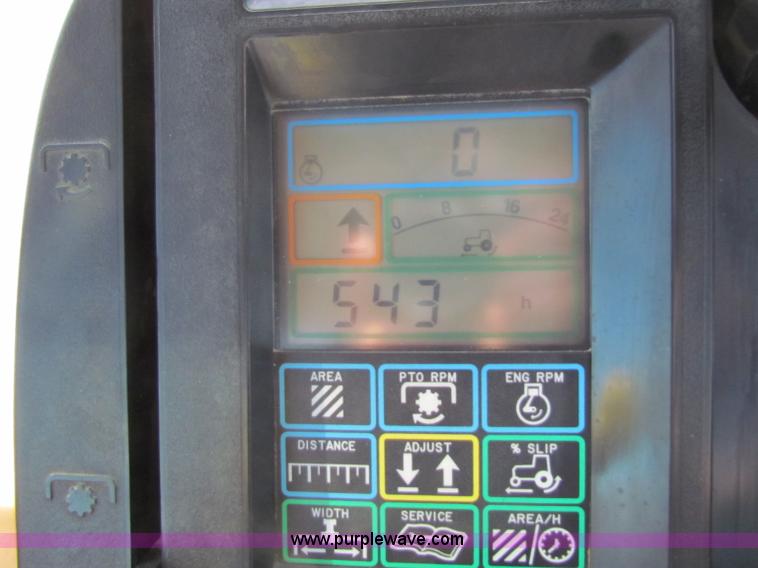 0
0 8 16 24
543 h
AREA PTO RPM ENG RPM
DISTANCE ADJUST % SLIP
WIDTH SERVICE AREA/H
www.purplewave.com